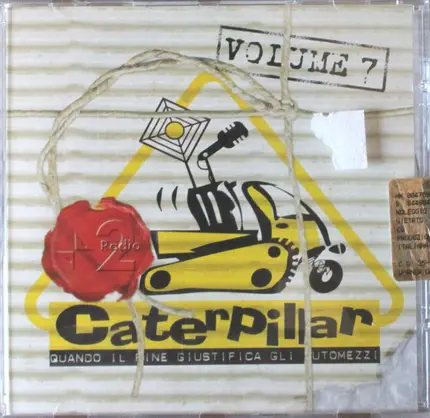 VOLUME 7
Radio
2
Caterpillar
QUANDO IL FINE GIUSTIFICA GLI AUTOMEZZI